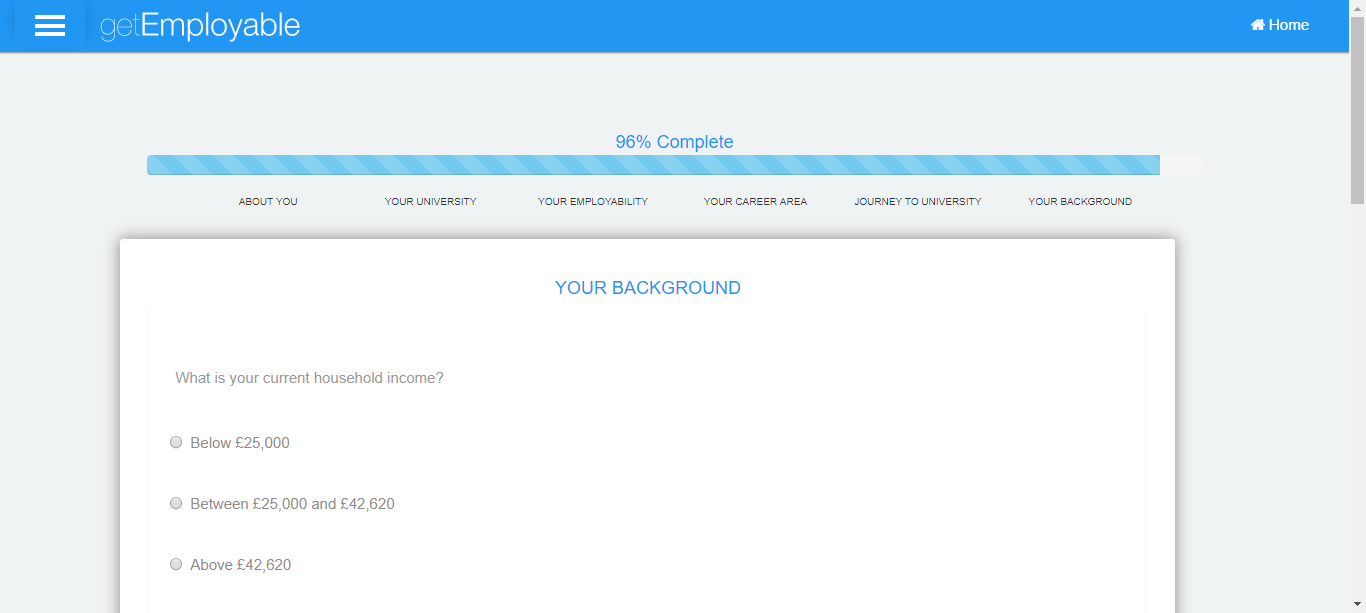 getEmployable
Home
96% Complete
ABOUT YOU YOUR UNIVERSITY YOUR EMPLOYABILITY YOUR CAREER AREA JOURNEY TO UNIVERSITY YOUR BACKGROUND
YOUR BACKGROUND
What is your current household income?
Below £25,000
Between £25,000 and £42,620
Above £42,620